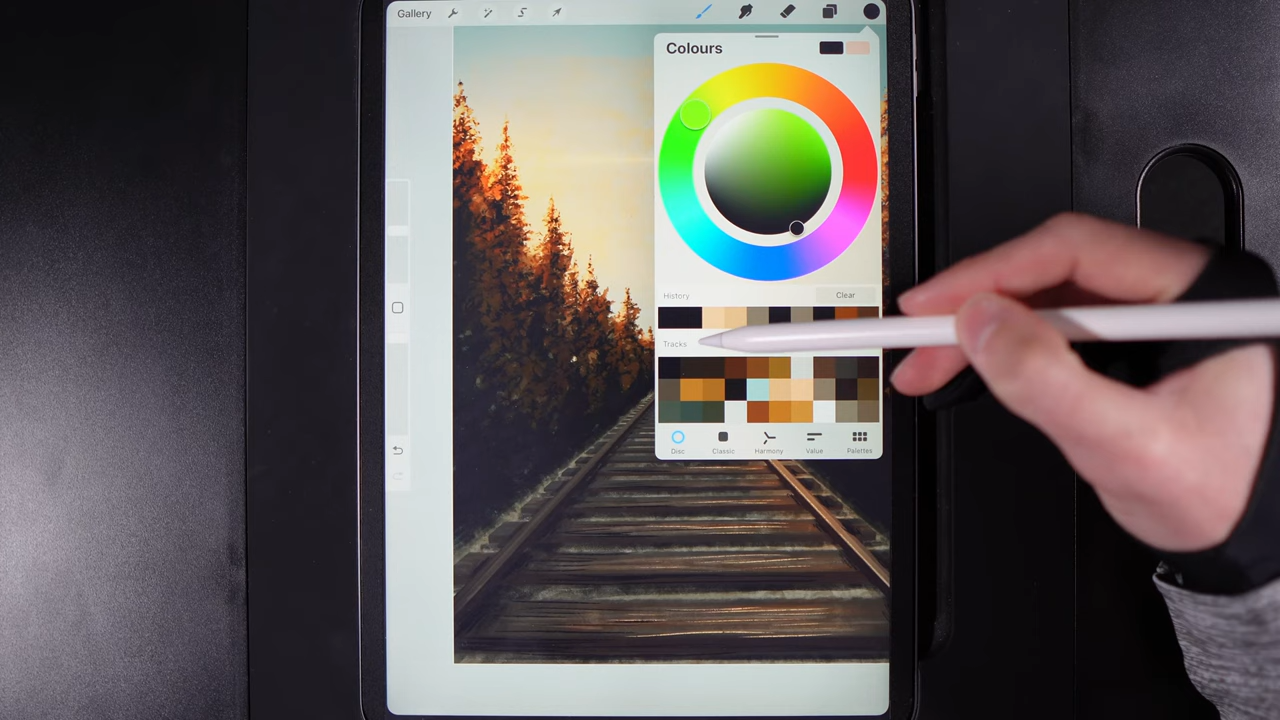 Gallery
Colours
History
Clear
Tracks
Disc
Classic
Harmony
Value
Palettes